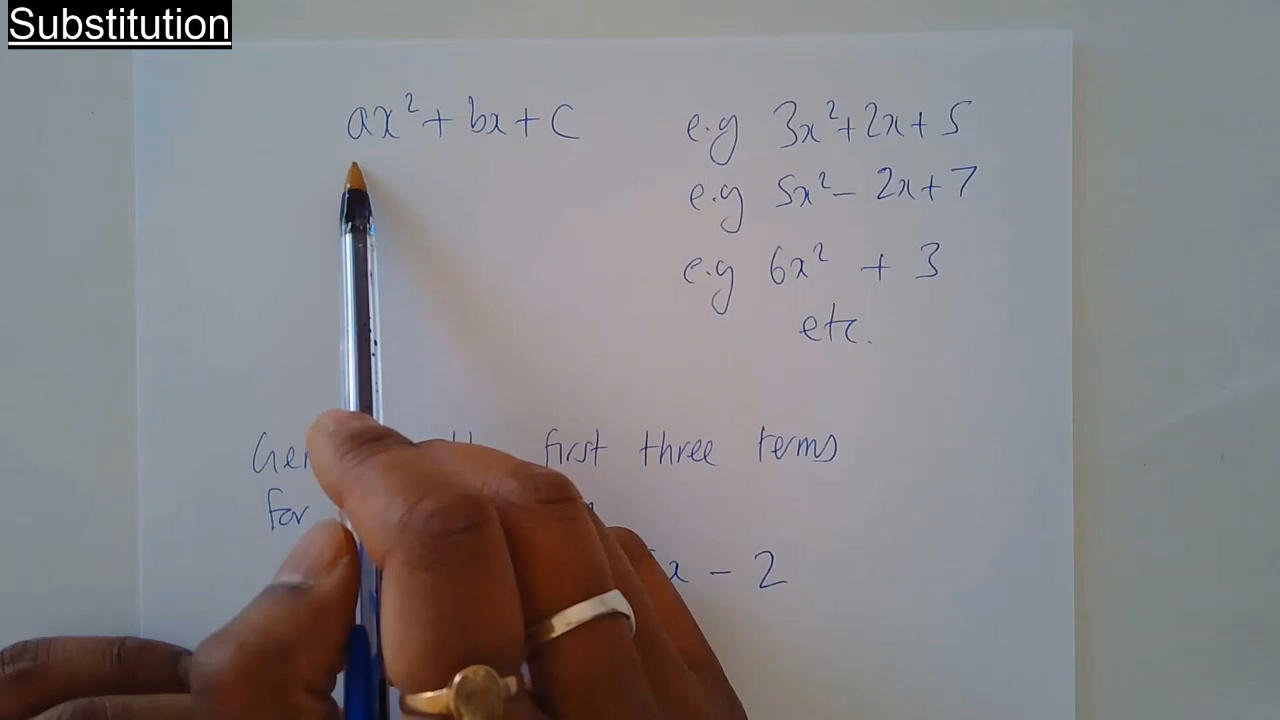 Substitution
ax² + bx + c
e.g 3x² + 2x + 5
e.g 5x² - 2x + 7
e.g 6x² + 3
etc.
first three terms
for
x - 2